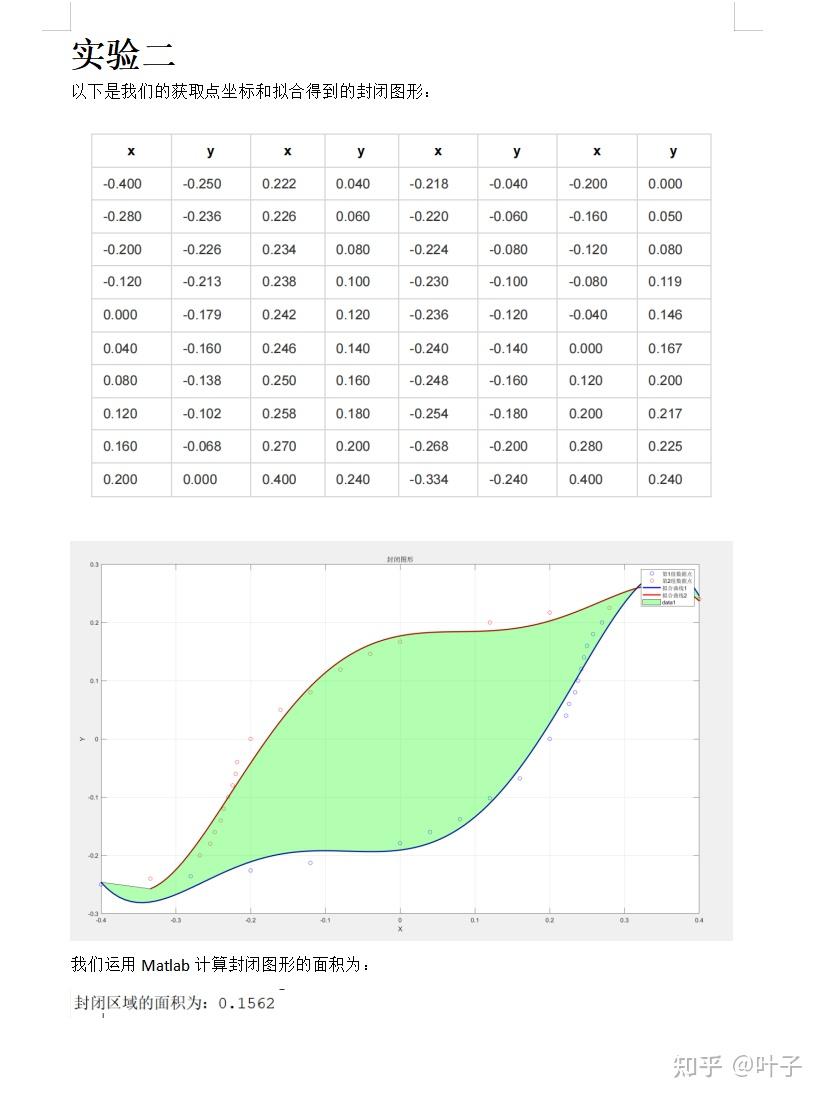 实验二
以下是我们的获取点坐标和拟合得到的封闭图形：
x y x y x y x y
-0.400 -0.250 0.222 0.040 -0.218 -0.040 -0.200 0.000
-0.280 -0.236 0.226 0.060 -0.220 -0.060 -0.160 0.050
-0.200 -0.226 0.234 0.080 -0.224 -0.080 -0.120 0.080
-0.120 -0.213 0.238 0.100 -0.230 -0.100 -0.080 0.119
0.000 -0.179 0.242 0.120 -0.236 -0.120 -0.040 0.146
0.040 -0.160 0.246 0.140 -0.240 -0.140 0.000 0.167
0.080 -0.138 0.250 0.160 -0.248 -0.160 0.120 0.200
0.120 -0.102 0.258 0.180 -0.254 -0.180 0.200 0.217
0.160 -0.068 0.270 0.200 -0.268 -0.200 0.280 0.225
0.200 0.000 0.400 0.240 -0.334 -0.240 0.400 0.240
封闭图形
第1组数据点
第2组数据点
拟合曲线1
拟合曲线2
data1
0.3
0.2
0.1
0
-0.1
-0.2
-0.3
Y
-0.4 -0.3 -0.2 -0.1 0 0.1 0.2 0.3 0.4
X
我们运用 Matlab 计算封闭图形的面积为：
封闭区域的面积为：0.1562
知乎 @叶子